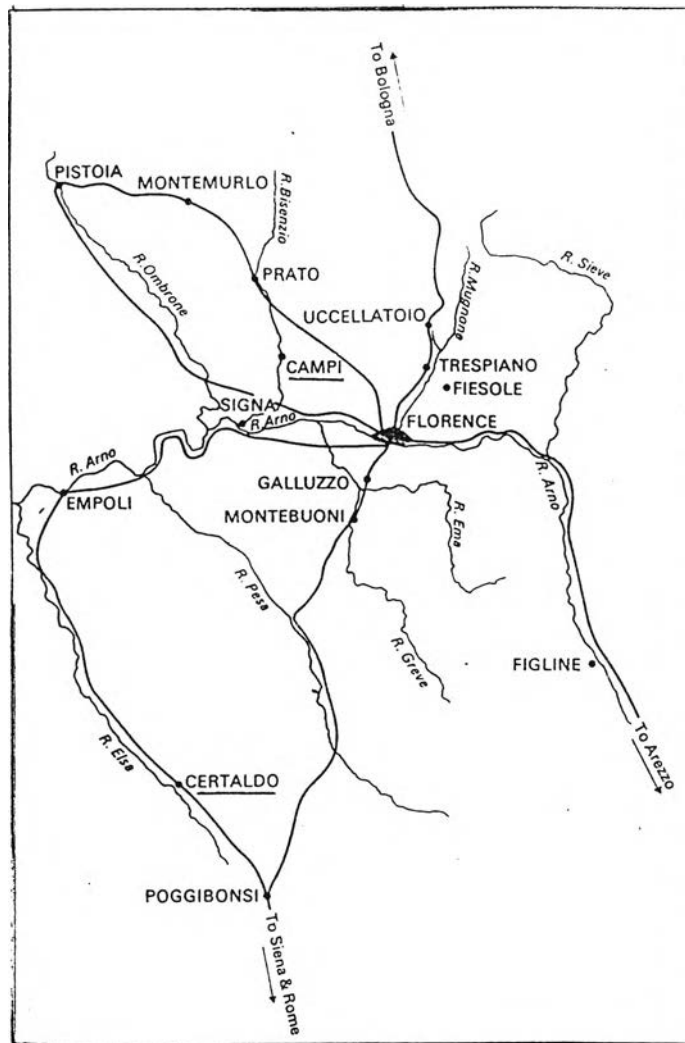 To Bologna
PISTOIA
MONTEMURLO
R. Bisenzio
R. Sieve
R. Ombrone
PRATO
R. Mugnone
UCCELLATOIO
CAMPI
TRESPIANO
FIESOLE
SIGNA
R. Arno
FLORENCE
R. Arno
EMPOLI
GALLUZZO
R. Arno
MONTEBUONI
R. Ema
R. Pesa
R. Greve
FIGLINE
R. Elsa
To Arezzo
CERTALDO
POGGIBONSI
To Siena & Rome